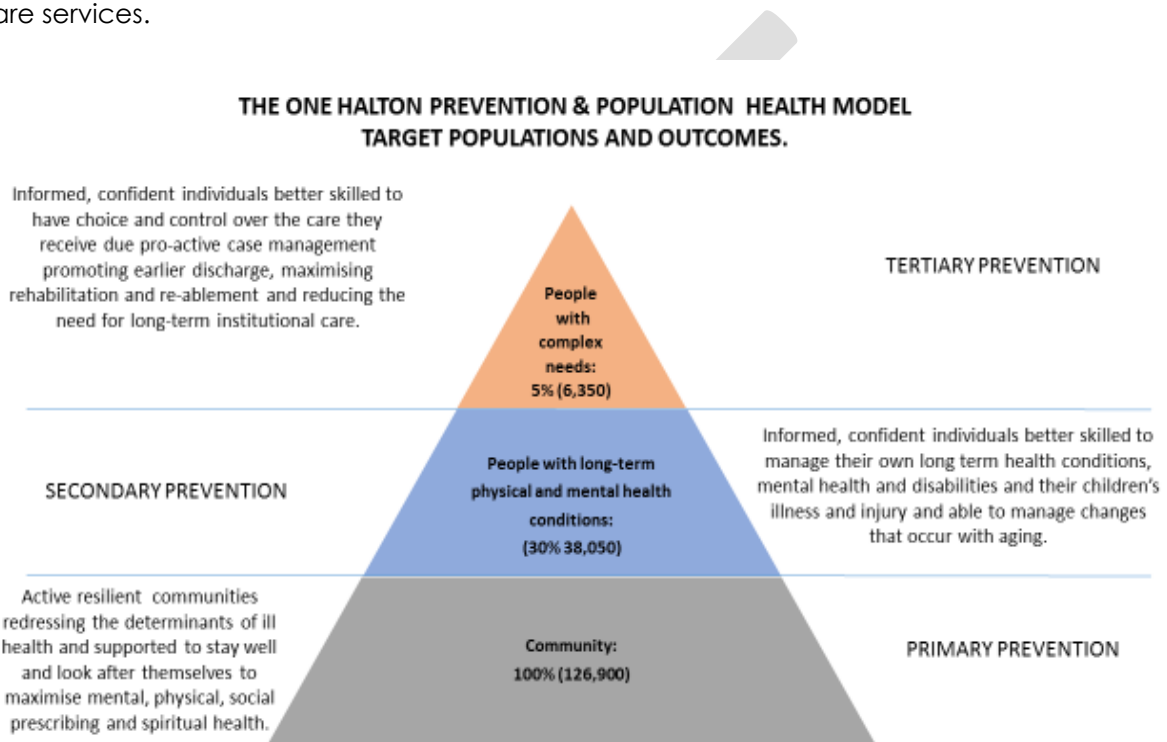 are services.
THE ONE HALTON PREVENTION & POPULATION HEALTH MODEL
TARGET POPULATIONS AND OUTCOMES.
Informed, confident individuals better skilled to
have choice and control over the care they
receive due pro-active case management
promoting earlier discharge, maximising
rehabilitation and re-ablement and reducing the
need for long-term institutional care.
People
with
complex
needs:
5% (6,350)
TERTIARY PREVENTION
SECONDARY PREVENTION
People with long-term
physical and mental health
conditions:
(30% 38,050)
Informed, confident individuals better skilled to
manage their own long term health conditions,
mental health and disabilities and their children's
illness and injury and able to manage changes
that occur with aging.
Active resilient communities
redressing the determinants of ill
health and supported to stay well
and look after themselves to
maximise mental, physical, social
prescribing and spiritual health.
Community:
100% (126,900)
PRIMARY PREVENTION